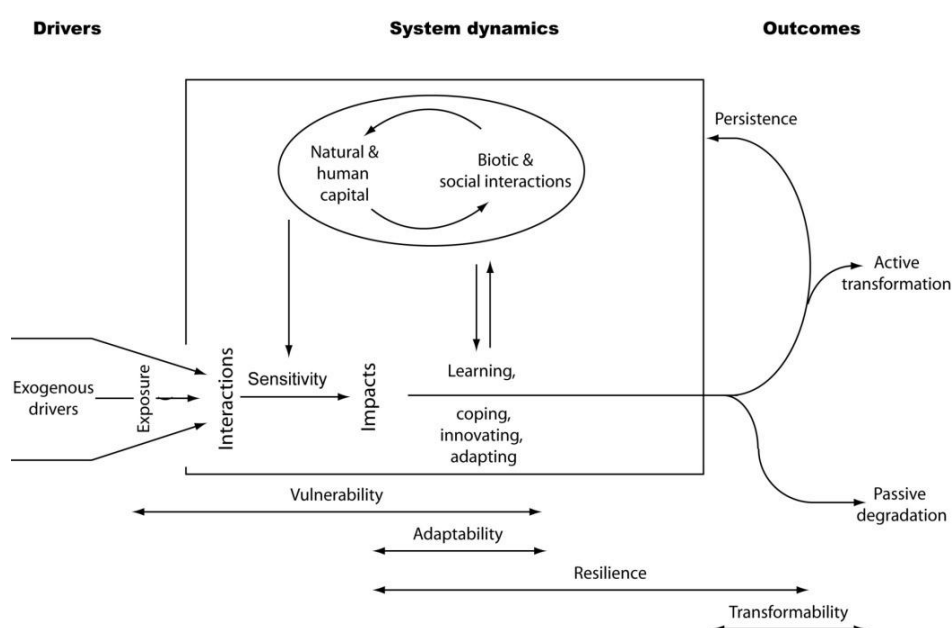 Drivers
System dynamics
Outcomes
Persistence
Natural &
human
capital
Biotic &
social interactions
Active
transformation
Exogenous
drivers
Exposure
Interactions
Sensitivity
Impacts
Learning,
coping,
innovating,
adapting
Passive
degradation
Vulnerability
Adaptability
Resilience
Transformability